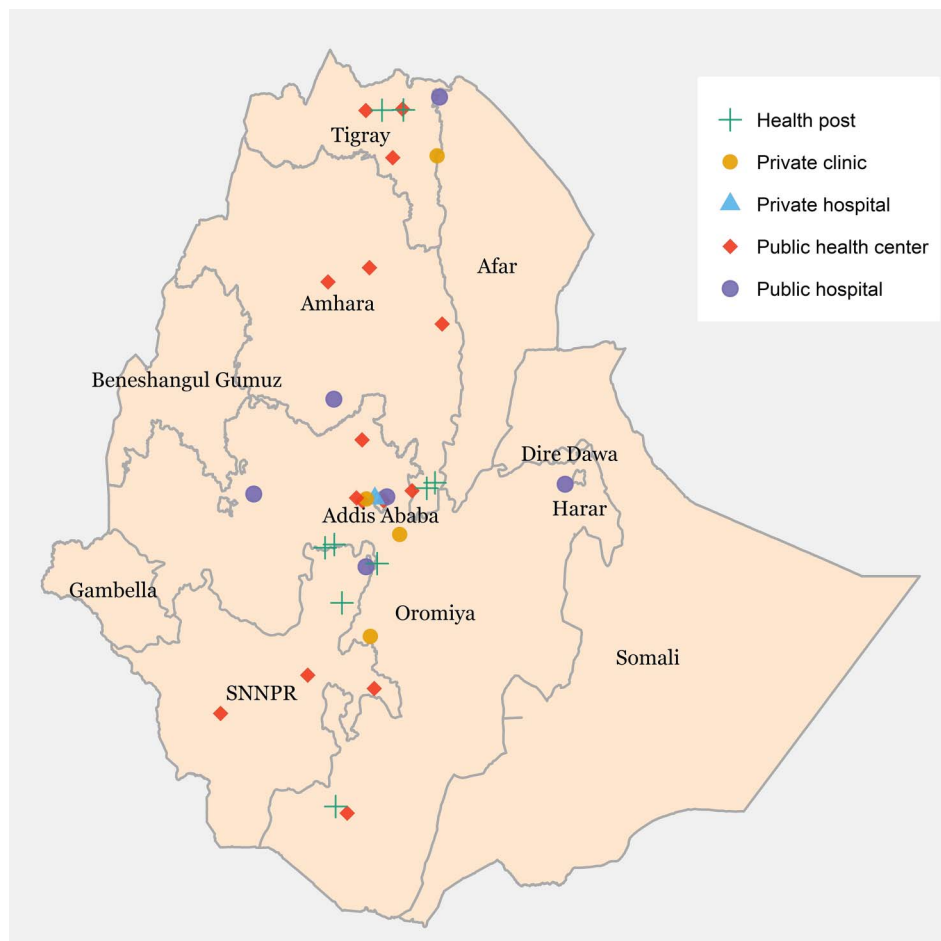 Health post
Private clinic
Private hospital
Public health center
Public hospital
Tigray
Afar
Amhara
Beneshangul Gumuz
Dire Dawa
Harar
Addis Ababa
Gambella
Oromiya
Somali
SNNPR